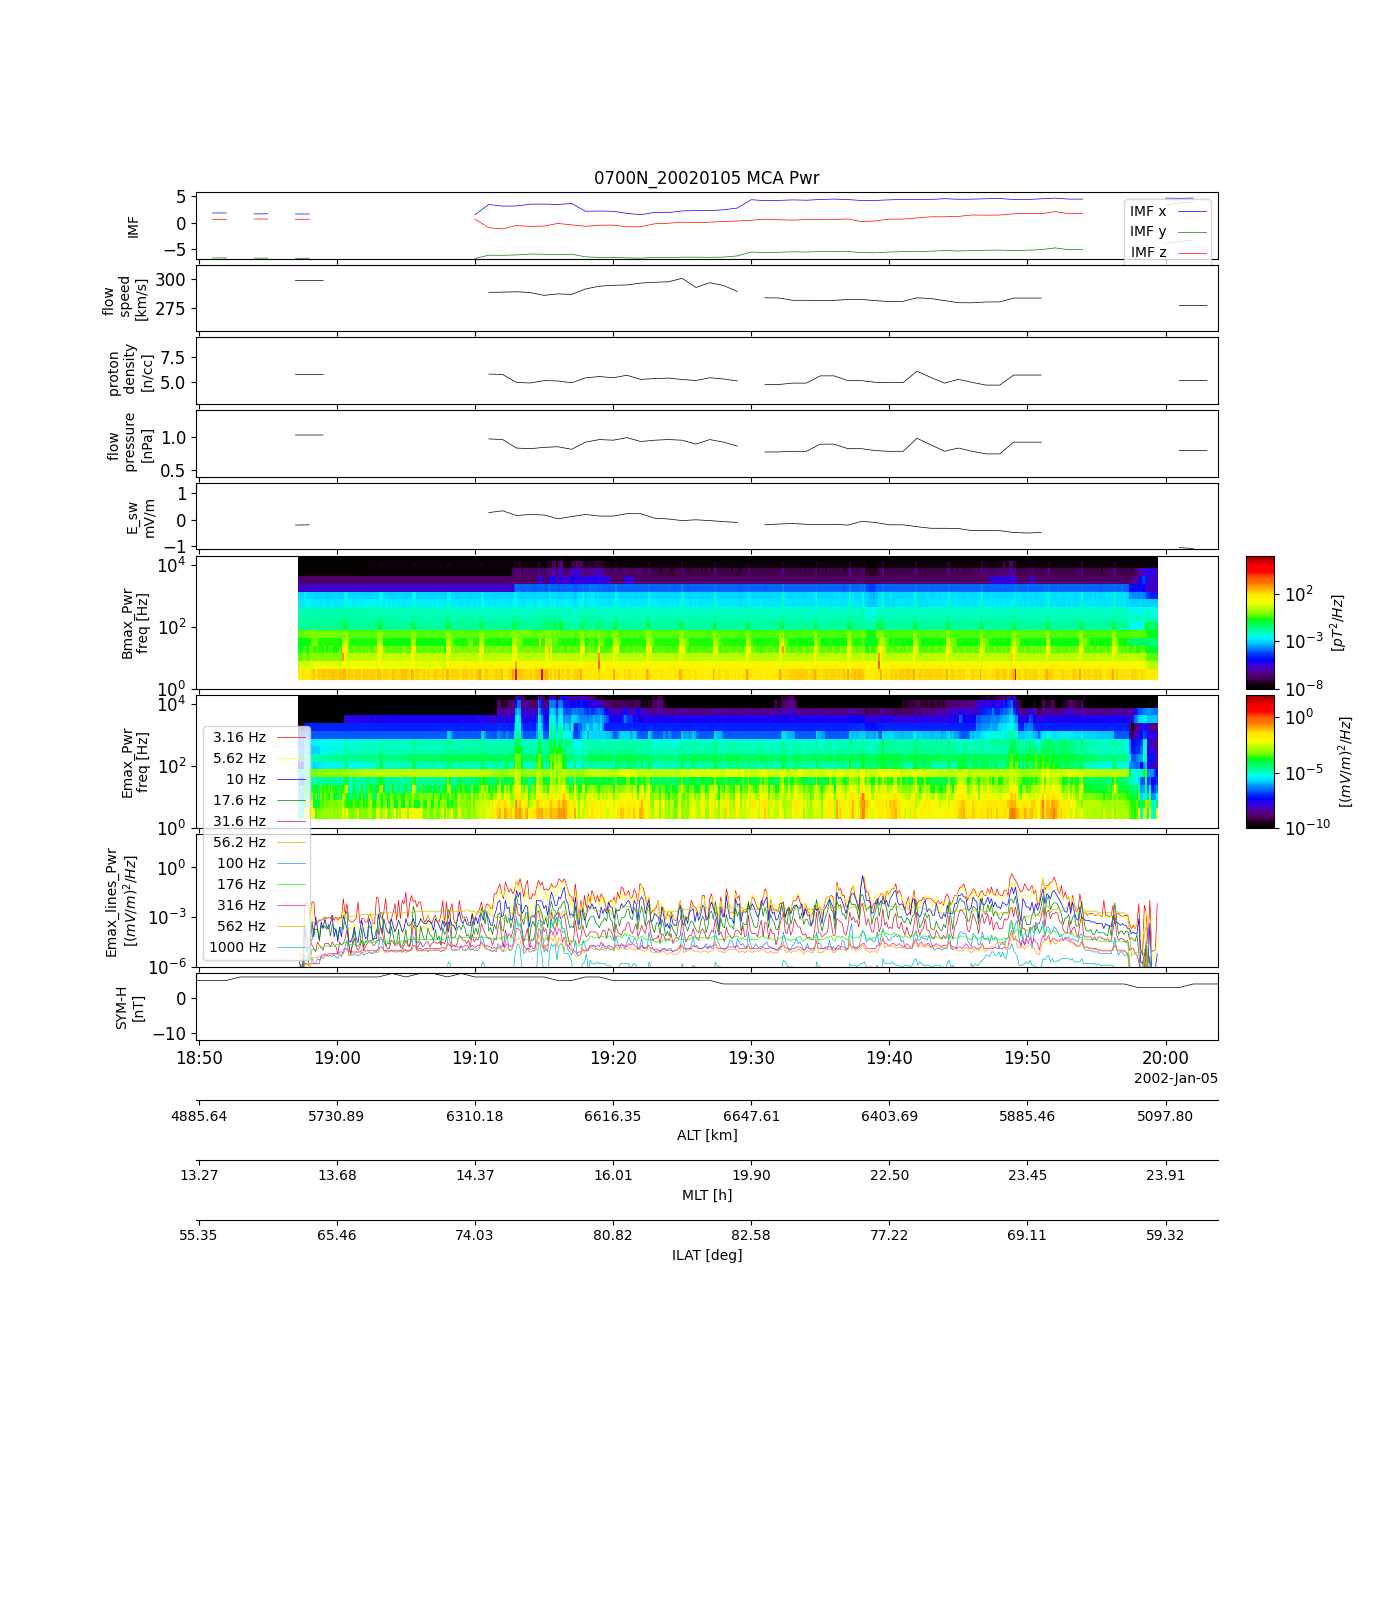 0700N_20020105 MCA Pwr
5
0
−5
IMF
IMF x
IMF y
IMF z
300
275
flow
speed
[km/s]
7.5
5.0
proton
density
[n/cc]
1.0
0.5
flow
pressure
[nPa]
1
0
−1
E_sw
mV/m
10^4
10^2
10^0
Bmax_Pwr
freq [Hz]
10^2
10^−3
10^−8
[pT^2/Hz]
10^4
10^2
10^0
Emax_Pwr
freq [Hz]
10^0
10^−5
10^−10
[(mV/m)^2/Hz]
3.16 Hz
5.62 Hz
10 Hz
17.6 Hz
31.6 Hz
56.2 Hz
100 Hz
176 Hz
316 Hz
562 Hz
1000 Hz
10^0
10^−3
10^−6
Emax_lines_Pwr
[(mV/m)^2/Hz]
0
−10
SYM-H
[nT]
18:50 19:00 19:10 19:20 19:30 19:40 19:50 20:00
2002-Jan-05
4885.64 5730.89 6310.18 6616.35 6647.61 6403.69 5885.46 5097.80
ALT [km]
13.27 13.68 14.37 16.01 19.90 22.50 23.45 23.91
MLT [h]
55.35 65.46 74.03 80.82 82.58 77.22 69.11 59.32
ILAT [deg]